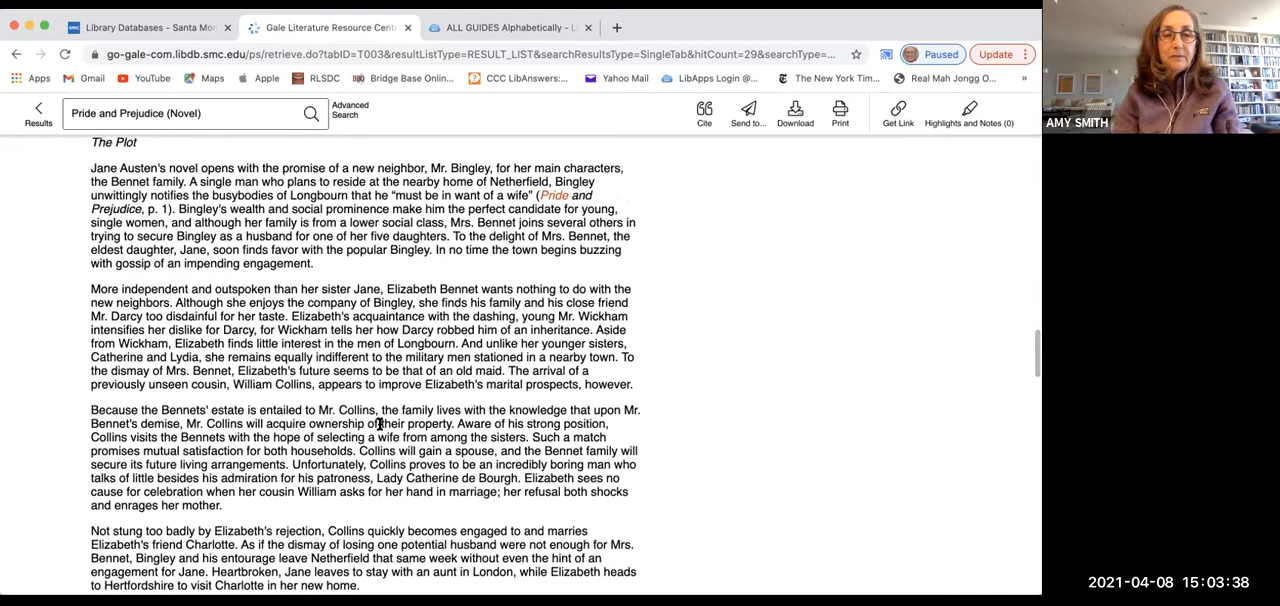 Library Databases - Santa Mon
Gale Literature Resource Cente
ALL GUIDES Alphabetically - Li
go-gale-com.libdb.smc.edu/ps/retrieve.do?tabID=T003&resultListType=RESULT_LIST&searchResultsType=SingleTab&hitCount=29&searchType=...
Paused
Update
Apps
Gmail
YouTube
Maps
Apple
RLSDC
Bridge Base Onlin...
CCC LibAnswers:...
Yahoo Mail
LibApps Login @...
The New York Tim...
Real Mah Jongg O...
»
Results
Pride and Prejudice (Novel)
Advanced
Search
Cite
Send to...
Download
Print
Get Link
Highlights and Notes (0)
The Plot
Jane Austen's novel opens with the promise of a new neighbor, Mr. Bingley, for her main characters,
the Bennet family. A single man who plans to reside at the nearby home of Netherfield, Bingley
unwittingly notifies the busybodies of Longbourn that he “must be in want of a wife” (Pride and
Prejudice, p. 1). Bingley's wealth and social prominence make him the perfect candidate for young,
single women, and although her family is from a lower social class, Mrs. Bennet joins several others in
trying to secure Bingley as a husband for one of her five daughters. To the delight of Mrs. Bennet, the
eldest daughter, Jane, soon finds favor with the popular Bingley. In no time the town begins buzzing
with gossip of an impending engagement.
More independent and outspoken than her sister Jane, Elizabeth Bennet wants nothing to do with the
new neighbors. Although she enjoys the company of Bingley, she finds his family and his close friend
Mr. Darcy too disdainful for her taste. Elizabeth's acquaintance with the dashing, young Mr. Wickham
intensifies her dislike for Darcy, for Wickham tells her how Darcy robbed him of an inheritance. Aside
from Wickham, Elizabeth finds little interest in the men of Longbourn. And unlike her younger sisters,
Catherine and Lydia, she remains equally indifferent to the military men stationed in a nearby town. To
the dismay of Mrs. Bennet, Elizabeth's future seems to be that of an old maid. The arrival of a
previously unseen cousin, William Collins, appears to improve Elizabeth's marital prospects, however.
Because the Bennets' estate is entailed to Mr. Collins, the family lives with the knowledge that upon Mr.
Bennet's demise, Mr. Collins will acquire ownership of their property. Aware of his strong position,
Collins visits the Bennets with the hope of selecting a wife from among the sisters. Such a match
promises mutual satisfaction for both households. Collins will gain a spouse, and the Bennet family will
secure its future living arrangements. Unfortunately, Collins proves to be an incredibly boring man who
talks of little besides his admiration for his patroness, Lady Catherine de Bourgh. Elizabeth sees no
cause for celebration when her cousin William asks for her hand in marriage; her refusal both shocks
and enrages her mother.
Not stung too badly by Elizabeth's rejection, Collins quickly becomes engaged to and marries
Elizabeth's friend Charlotte. As if the dismay of losing one potential husband were not enough for Mrs.
Bennet, Bingley and his entourage leave Netherfield that same week without even the hint of an
engagement for Jane. Heartbroken, Jane leaves to stay with an aunt in London, while Elizabeth heads
to Hertfordshire to visit Charlotte in her new home.
AMY SMITH
2021-04-08 15:03:38